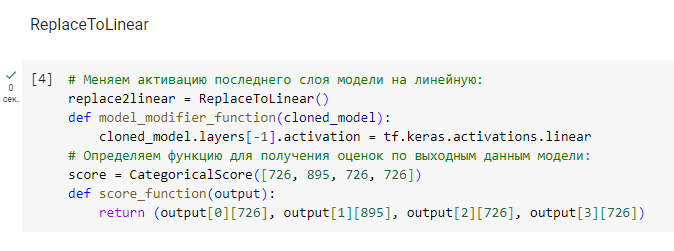 ReplaceToLinear
[4] # Меняем активацию последнего слоя модели на линейную:
0
сек.
replace2linear = ReplaceToLinear()
def model_modifier_function(cloned_model):
    cloned_model.layers[-1].activation = tf.keras.activations.linear
# Определяем функцию для получения оценок по выходным данным модели:
score = CategoricalScore([726, 895, 726, 726])
def score_function(output):
    return (output[0][726], output[1][895], output[2][726], output[3][726])